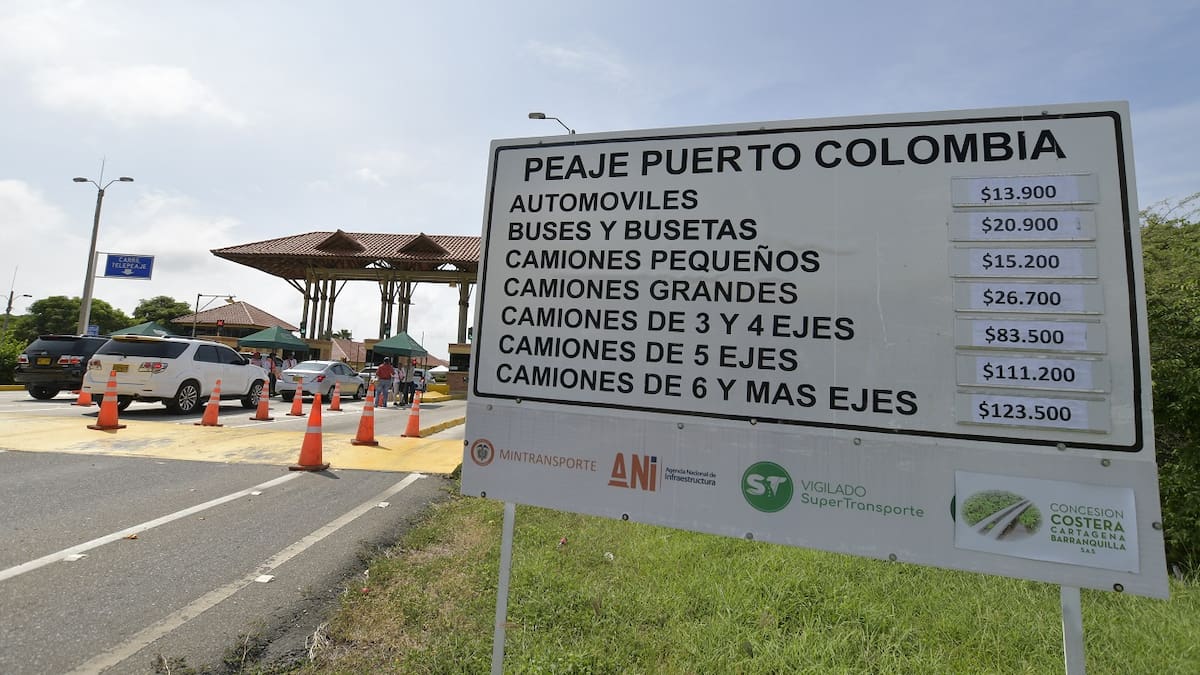 CARRIL
TELEPEAJE
PEAJE PUERTO COLOMBIA
AUTOMOVILES $13.900
BUSES Y BUSETAS $20.900
CAMIONES PEQUEÑOS $15.200
CAMIONES GRANDES $26.700
CAMIONES DE 3 Y 4 EJES $83.500
CAMIONES DE 5 EJES $111.200
CAMIONES DE 6 Y MAS EJES $123.500
MINTRANSPORTE
ANI
Agencia Nacional de
Infraestructura
ST
VIGILADO
SuperTransporte
CONCESION
COSTERA
CARTAGENA
BARRANQUILLA
S.A.S